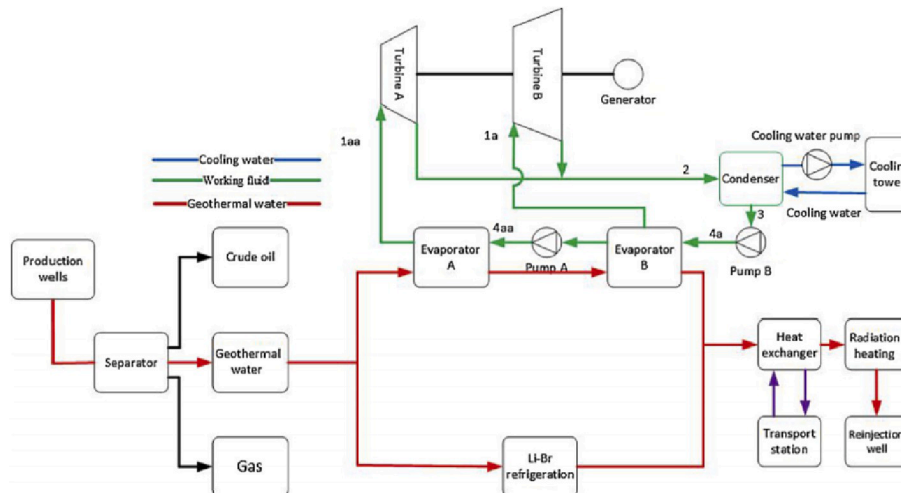 Turbine A
Turbine B
Generator
1aa
1a
Cooling water
Working fluid
Geothermal water
2
Condenser
Cooling water pump
Coolin
towe
Cooling water
3
4aa
4a
Evaporator
A
Pump A
Evaporator
B
Pump B
Production
wells
Crude oil
Separator
Geothermal
water
Gas
Li-Br
refrigeration
Heat
exchanger
Radiation
heating
Transport
station
Reinjection
well